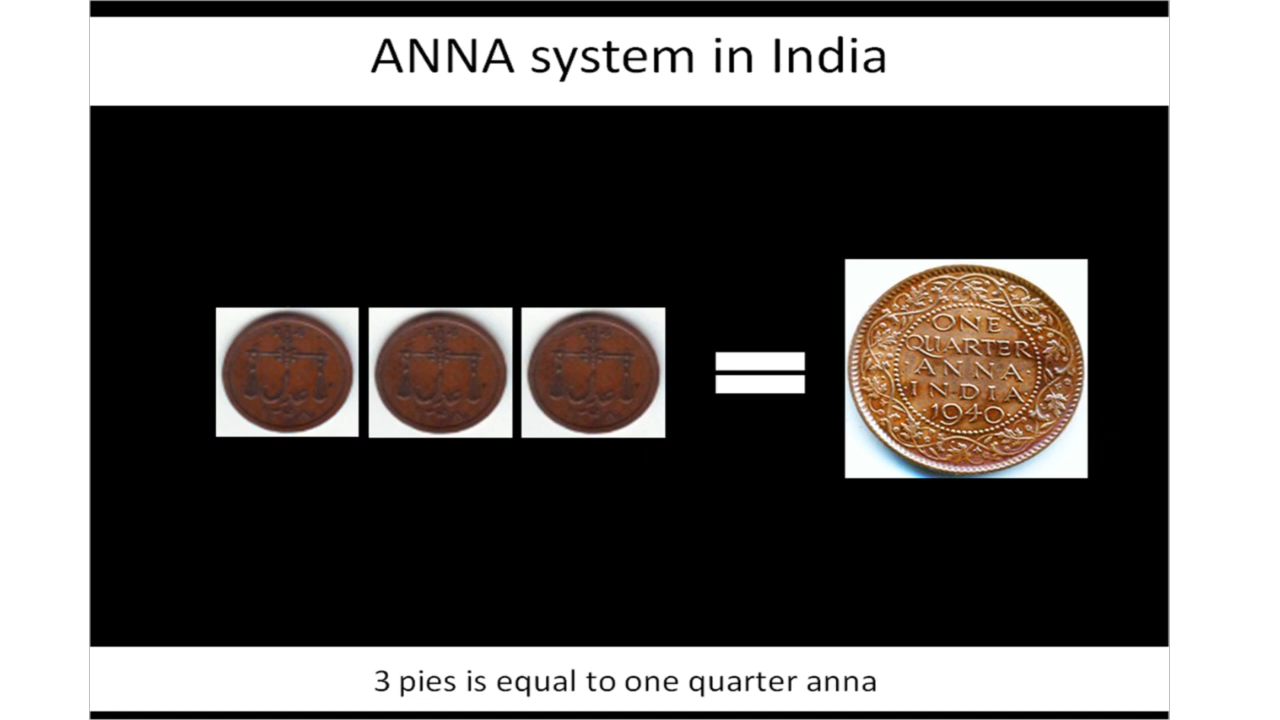 ANNA system in India
ONE
QUARTER
ANNA
INDIA
1940
3 pies is equal to one quarter anna